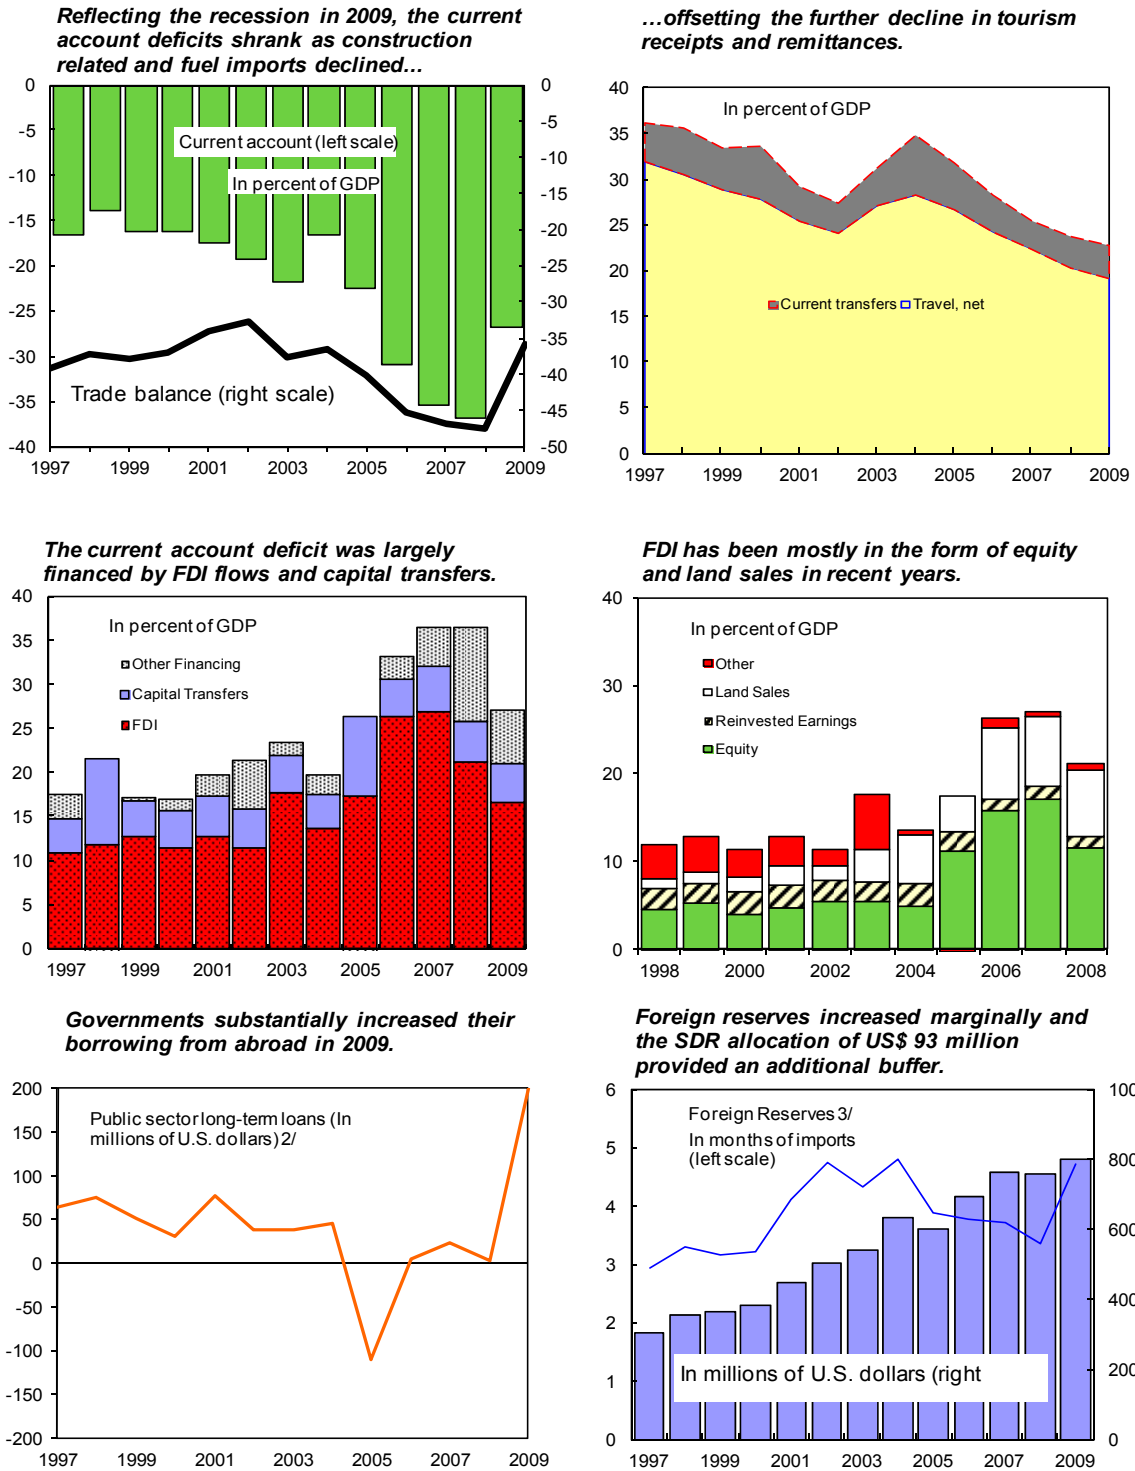 Reflecting the recession in 2009, the current
account deficits shrank as construction
related and fuel imports declined…
0
-5
-10
-15
-20
-25
-30
-35
-40
0
-5
-10
-15
-20
-25
-30
-35
-40
-45
-50
Current account (left scale)
In percent of GDP
Trade balance (right scale)
1997 1999 2001 2003 2005 2007 2009
…offsetting the further decline in tourism
receipts and remittances.
40
35
30
25
20
15
10
5
0
In percent of GDP
Current transfers Travel, net
1997 1999 2001 2003 2005 2007 2009
The current account deficit was largely
financed by FDI flows and capital transfers.
40
35
30
25
20
15
10
5
0
In percent of GDP
Other Financing
Capital Transfers
FDI
1997 1999 2001 2003 2005 2007 2009
FDI has been mostly in the form of equity
and land sales in recent years.
40
30
20
10
0
In percent of GDP
Other
Land Sales
Reinvested Earnings
Equity
1998 2000 2002 2004 2006 2008
Governments substantially increased their
borrowing from abroad in 2009.
200
150
100
50
0
-50
-100
-150
-200
Public sector long-term loans (In
millions of U.S. dollars) 2/
1997 1999 2001 2003 2005 2007 2009
Foreign reserves increased marginally and
the SDR allocation of US$ 93 million
provided an additional buffer.
6
5
4
3
2
1
0
Foreign Reserves 3/
In months of imports
(left scale)
In millions of U.S. dollars (right
100
800
600
400
200
0
1997 1999 2001 2003 2005 2007 2009